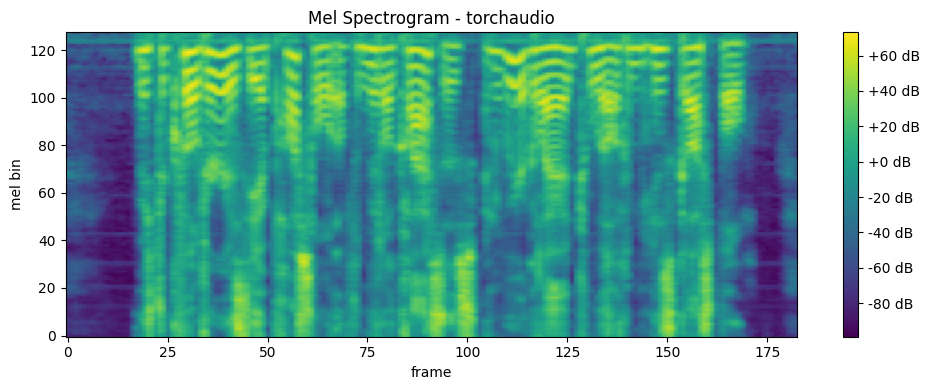 Mel Spectrogram - torchaudio
mel bin
120
100
80
60
40
20
0
0 25 50 75 100 125 150 175
frame
+60 dB
+40 dB
+20 dB
+0 dB
-20 dB
-40 dB
-60 dB
-80 dB